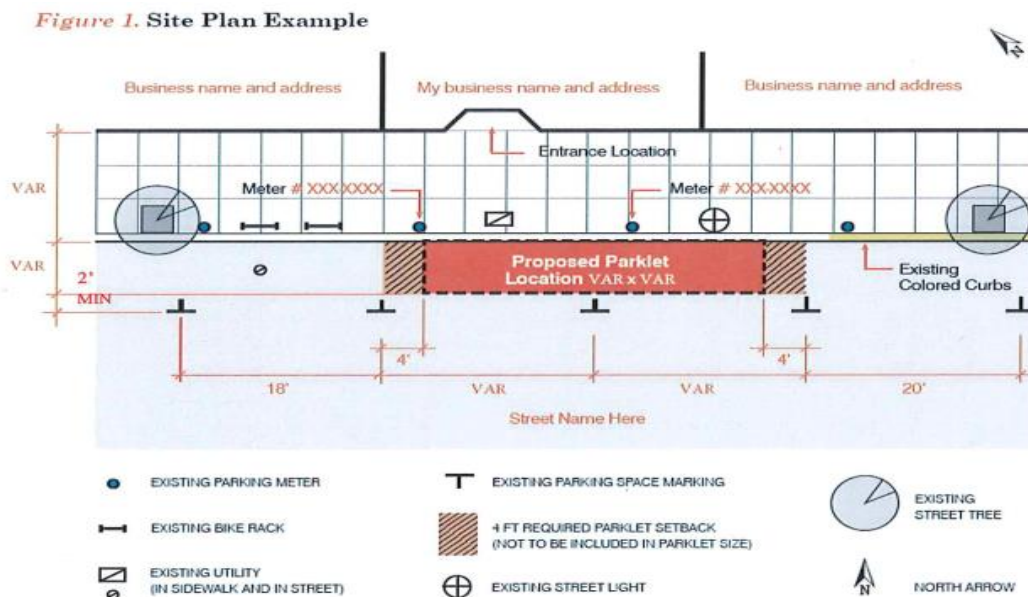 Figure 1. Site Plan Example
N
Business name and address
My business name and address
Business name and address
Entrance Location
VAR
Meter # XXX-XXXX
Meter # XXX-XXXX
VAR
2'
MIN
Proposed Parklet
Location VAR x VAR
Existing
Colored Curbs
4'
4'
18'
VAR
VAR
20'
Street Name Here
EXISTING PARKING METER
EXISTING PARKING SPACE MARKING
EXISTING
STREET TREE
EXISTING BIKE RACK
4 FT REQUIRED PARKLET SETBACK
(NOT TO BE INCLUDED IN PARKLET SIZE)
EXISTING UTILITY
(IN SIDEWALK AND IN STREET)
EXISTING STREET LIGHT
N
NORTH ARROW